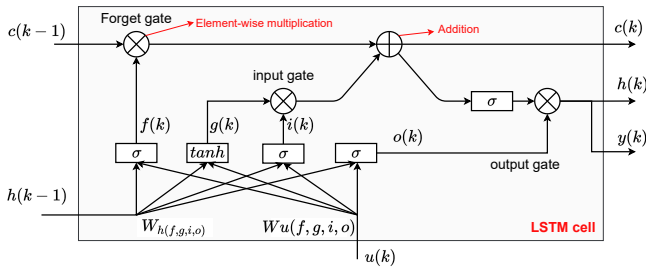 Forget gate
Element-wise multiplication
c(k−1)
c(k)
Addition
input gate
h(k)
σ
f(k)
g(k)
i(k)
o(k)
y(k)
σ
tanh
σ
σ
output gate
h(k−1)
W_{h(f,g,i,o)}
Wu(f,g,i,o)
LSTM cell
u(k)